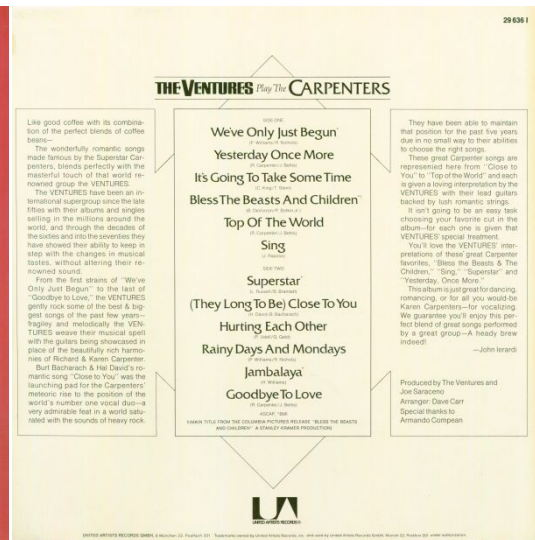 29 636 I
THE VENTURES Play The CARPENTERS
Like good coffee with its combina-
tion of the perfect blends of coffee
beans—
The wonderfully romantic songs
made famous by the Superstar Car-
penters, blends perfectly with the
masterful touch of that world re-
nowned group the VENTURES.
The VENTURES have been an in-
ternational supergroup since the late
fifties with their albums and singles
selling in the millions around the
world, and through the decades of
the sixties and into the seventies they
have showed their ability to keep in
step with the changes in musical
tastes, without altering their re-
nowned sound.
From the first strains of "We've
Only Just Begun" to the last of
"Goodbye to Love," the VENTURES
gently rock some of the best & big-
gest songs of the past few years—
fragiley and melodically the VEN-
TURES weave their musical spell
with the guitars being showcased in
place of the beautifully rich harmo-
nies of Richard & Karen Carpenter.
Burt Bacharach & Hal David's ro-
mantic song "Close to You" was the
launching pad for the Carpenters'
meteoric rise to the position of the
world's number one vocal duo—a
very admirable feat in a world satu-
rated with the sounds of heavy rock.
SIDE ONE
We've Only Just Begun*
(P. Williams/R. Nichols)
Yesterday Once More
(R. Carpenter/J. Bettis)
It's Going To Take Some Time
(C. King/T. Stern)
Bless The Beasts And Children
Top Of The World
(R. Carpenter/J. Bettis)
Sing
(J. Raposo)
SIDE TWO
Superstar*
(L. Russell/B. Bramlett)
(They Long To Be) Close To You
(H. David/B. Bacharach)
Hurting Each Other
(P. Udell/G. Geld)
Rainy Days And Mondays
(P. Williams/R. Nichols)
Jambalaya*
(H. Williams)
Goodbye To Love
(R. Carpenter/J. Bettis)
ASCAP, *BMI
(MAIN TITLE FROM THE COLUMBIA PICTURES RELEASE "BLESS THE BEASTS
AND CHILDREN" A STANLEY KRAMER PRODUCTION)
They have been able to maintain
that position for the past five years
due in no small way to their abilities
to choose the right songs.
These great Carpenter songs are
represented here from "Close to
You" to "Top of the World" and each
is given a loving interpretation by the
VENTURES with their lead guitars
backed by lush romantic strings.
It isn't going to be an easy task
choosing your favorite cut in the
album—for each one is given that
VENTURES' special treatment.
You'll love the VENTURES' inter-
pretations of these great Carpenter
favorites, "Bless the Beasts & The
Children," "Sing," "Superstar" and
"Yesterday, Once More."
This album is just great for dancing,
romancing, or for all you would-be
Karen Carpenters—for vocalizing.
We guarantee you'll enjoy this per-
fect blend of great songs performed
by a great group—A heady brew
indeed!
—John Ierardi
Produced by The Ventures and
Joe Saraceno
Arranger: Dave Carr
Special thanks to
Armando Compean
UA
UNITED ARTISTS RECORDS